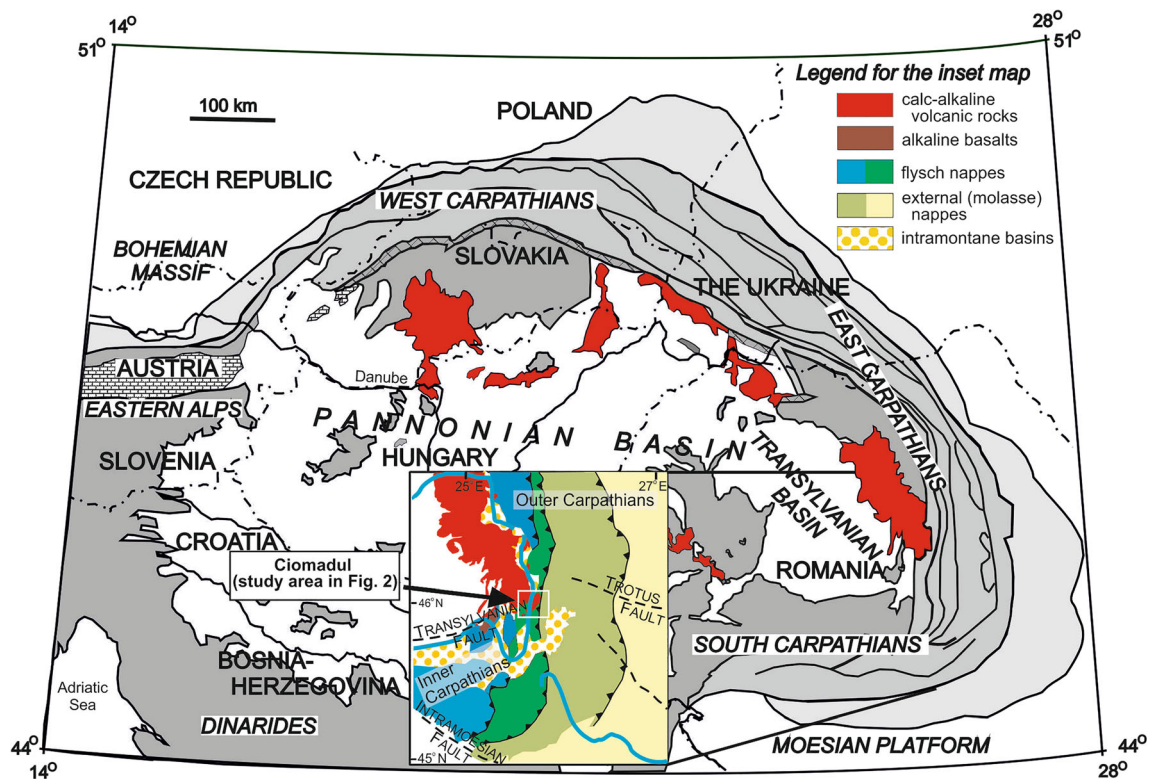 14°
51°
28°
51°
Legend for the inset map
calc-alkaline
volcanic rocks
alkaline basalts
flysch nappes
external (molasse)
nappes
intramontane basins
100 km
POLAND
CZECH REPUBLIC
WEST CARPATHIANS
BOHEMIAN
MASSIF
SLOVAKIA
THE UKRAINE
EAST CARPATHIANS
AUSTRIA
Danube
EASTERN ALPS
PANNONIAN BASIN
HUNGARY
SLOVENIA
TRANSYLVANIAN
BASIN
CROATIA
ROMANIA
Ciomadul
(study area in Fig. 2)
25°E
27°E
Outer Carpathians
46°N
TROTUS
FAULT
TRANSYLVANIAN
FAULT
Inner
Carpathians
INTRAMOESIAN
FAULT
45°N
SOUTH CARPATHIANS
BOSNIA-
HERZEGOVINA
Adriatic
Sea
DINARIDES
MOESIAN PLATFORM
44°
14°
44°
28°